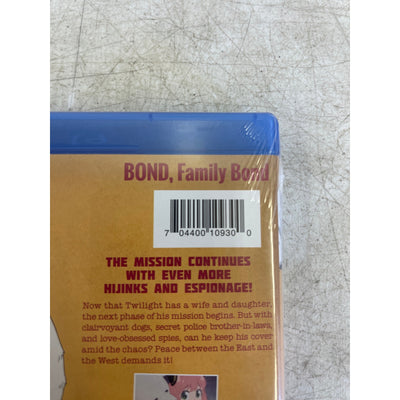 BOND, Family Bond
7 04400 10930 0
THE MISSION CONTINUES
WITH EVEN MORE
HIJINKS AND ESPIONAGE!
Now that Twilight has a wife and daughter,
the next phase of his mission begins. But with
clairvoyant dogs, secret police brother-in-laws,
and love-obsessed spies, can he keep his cover
amid the chaos? Peace between the East and
the West demands it!